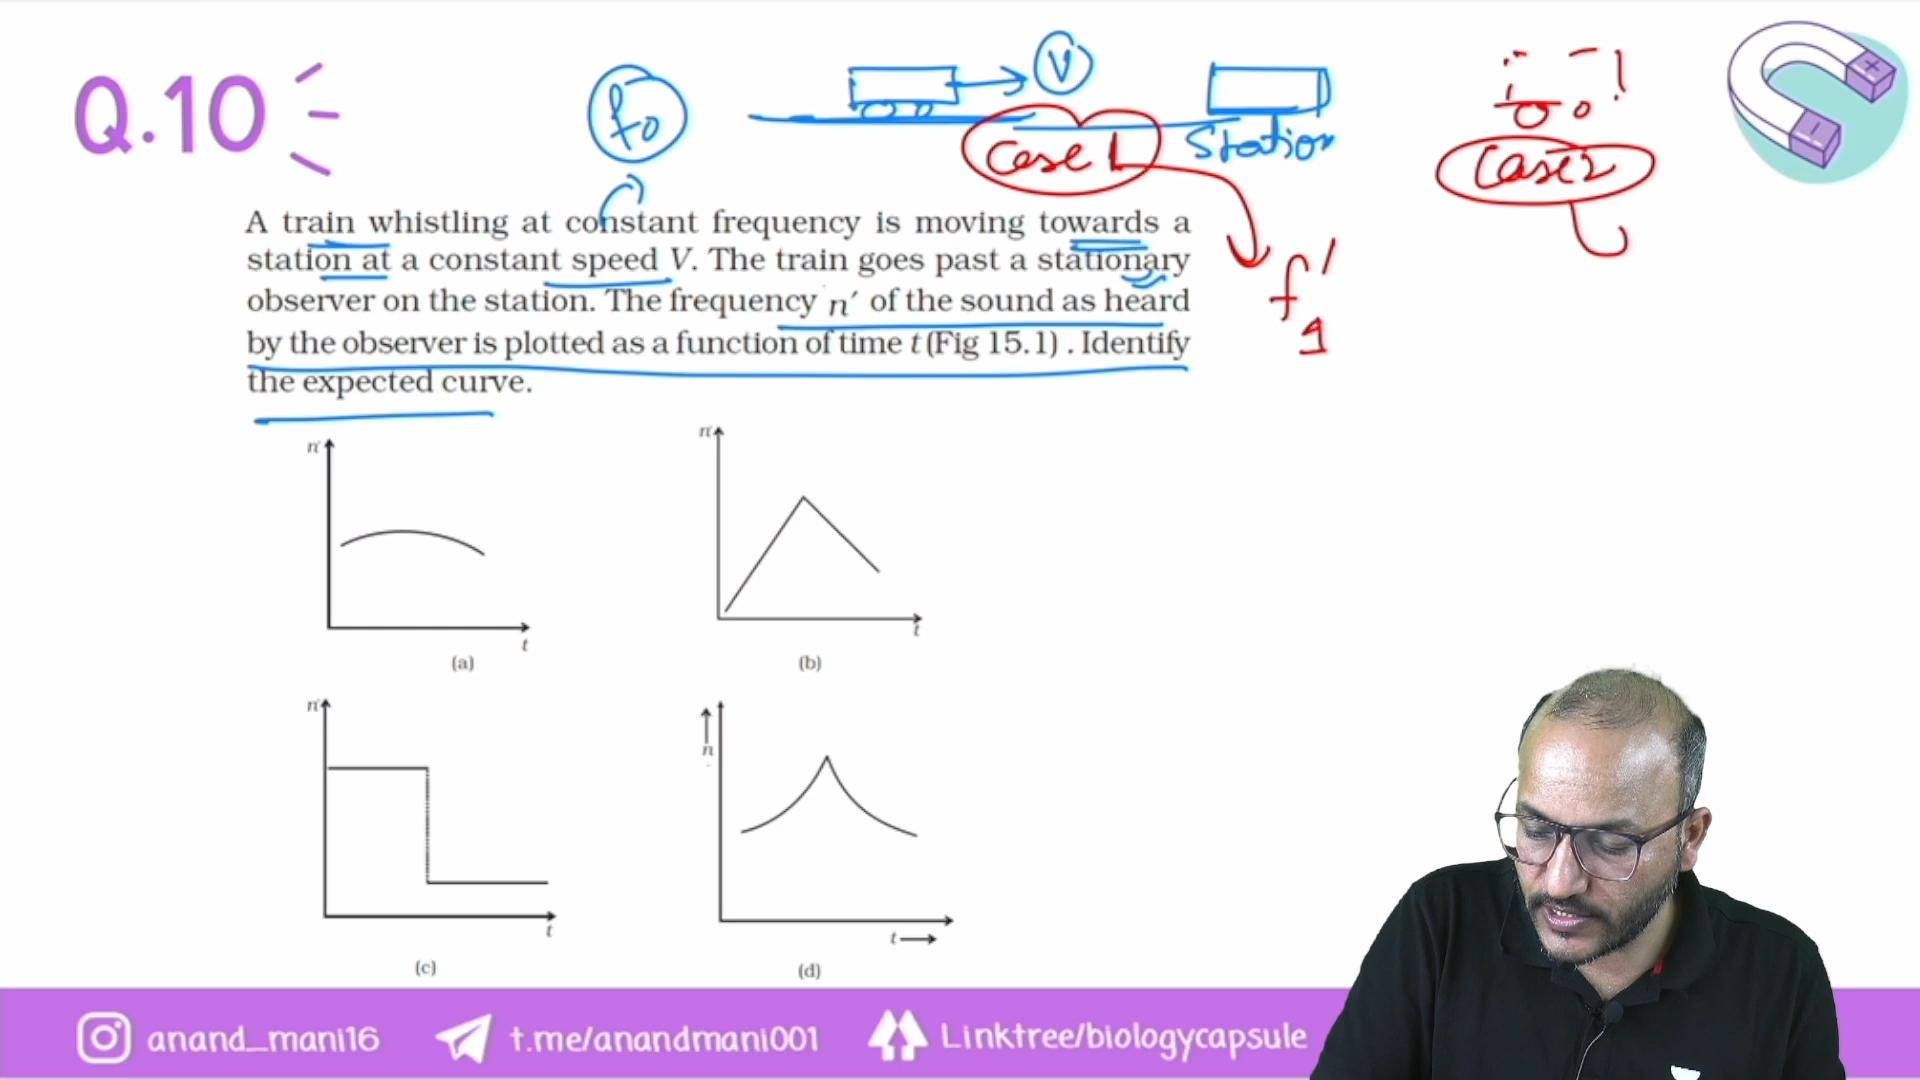 Q.10
f₀
V
Case 1
Station
Case 2
A train whistling at constant frequency is moving towards a
station at a constant speed V. The train goes past a stationary
observer on the station. The frequency n′ of the sound as heard
by the observer is plotted as a function of time t (Fig 15.1) . Identify
the expected curve.
f′₁
n′
t
(a)
n′
t
(b)
n′
t
(c)
n
t
(d)
+
-
anand_mani16
t.me/anandmani001
Linktree/biologycapsule